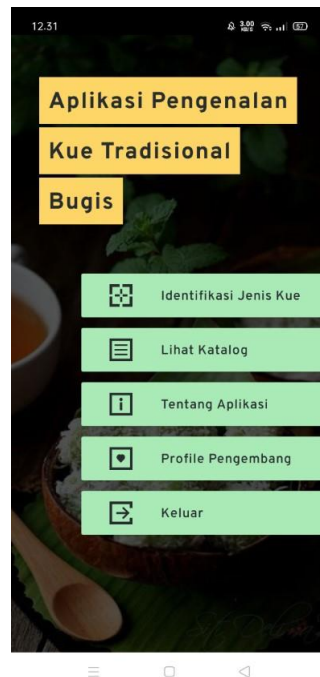 12.31
3.00
KB/S
57
Aplikasi Pengenalan
Kue Tradisional
Bugis
Identifikasi Jenis Kue
Lihat Katalog
Tentang Aplikasi
Profile Pengembang
Keluar